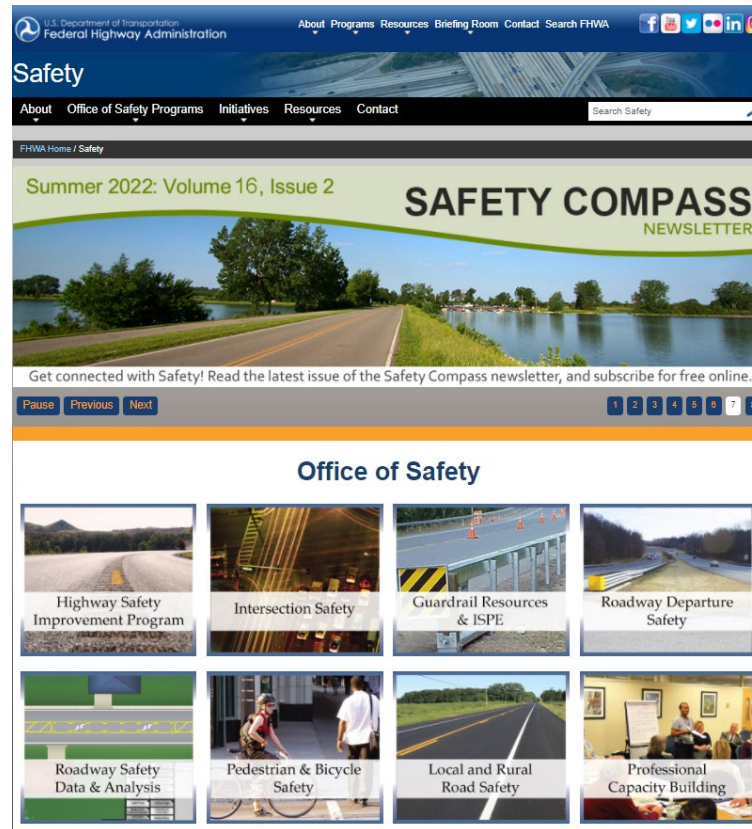 U.S. Department of Transportation
Federal Highway Administration
About Programs Resources Briefing Room Contact Search FHWA
Safety
About Office of Safety Programs Initiatives Resources Contact
Search Safety
FHWA Home / Safety
Summer 2022: Volume 16, Issue 2
SAFETY COMPASS
NEWSLETTER
Get connected with Safety! Read the latest issue of the Safety Compass newsletter, and subscribe for free online.
Pause Previous Next
1 2 3 4 5 6 7
Office of Safety
Highway Safety
Improvement Program
Intersection Safety
Guardrail Resources
& ISPE
Roadway Departure
Safety
Roadway Safety
Data & Analysis
Pedestrian & Bicycle
Safety
Local and Rural
Road Safety
Professional
Capacity Building